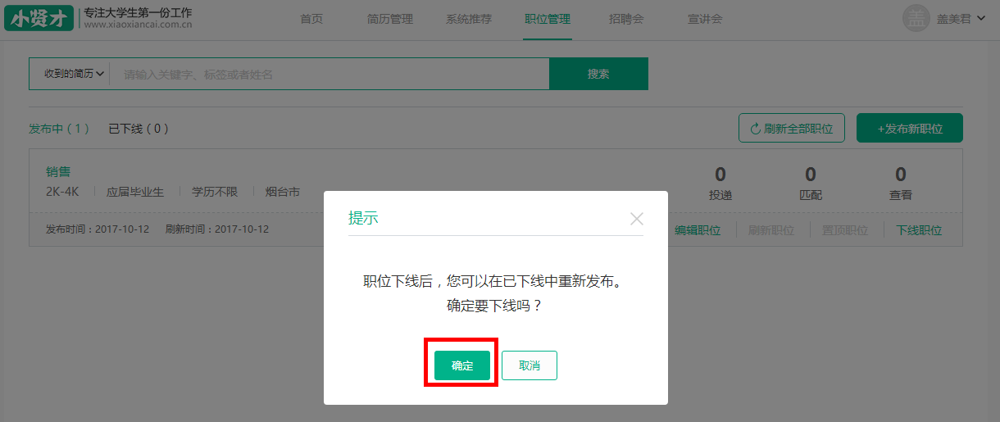 小贤才 专注大学生第一份工作
www.xiaoxiancai.com.cn
首页 简历管理 系统推荐 职位管理 招聘会 宣讲会 盖 盖美君
收到的简历 请输入关键字、标签或者姓名 搜索
发布中（1） 已下线（0） 刷新全部职位 +发布新职位
销售 0 0 0
2K-4K 应届毕业生 学历不限 烟台市 投递 匹配 查看
发布时间：2017-10-12 刷新时间：2017-10-12 编辑职位 刷新职位 置顶职位 下线职位
提示
职位下线后，您可以在已下线中重新发布。
确定要下线吗？
确定 取消